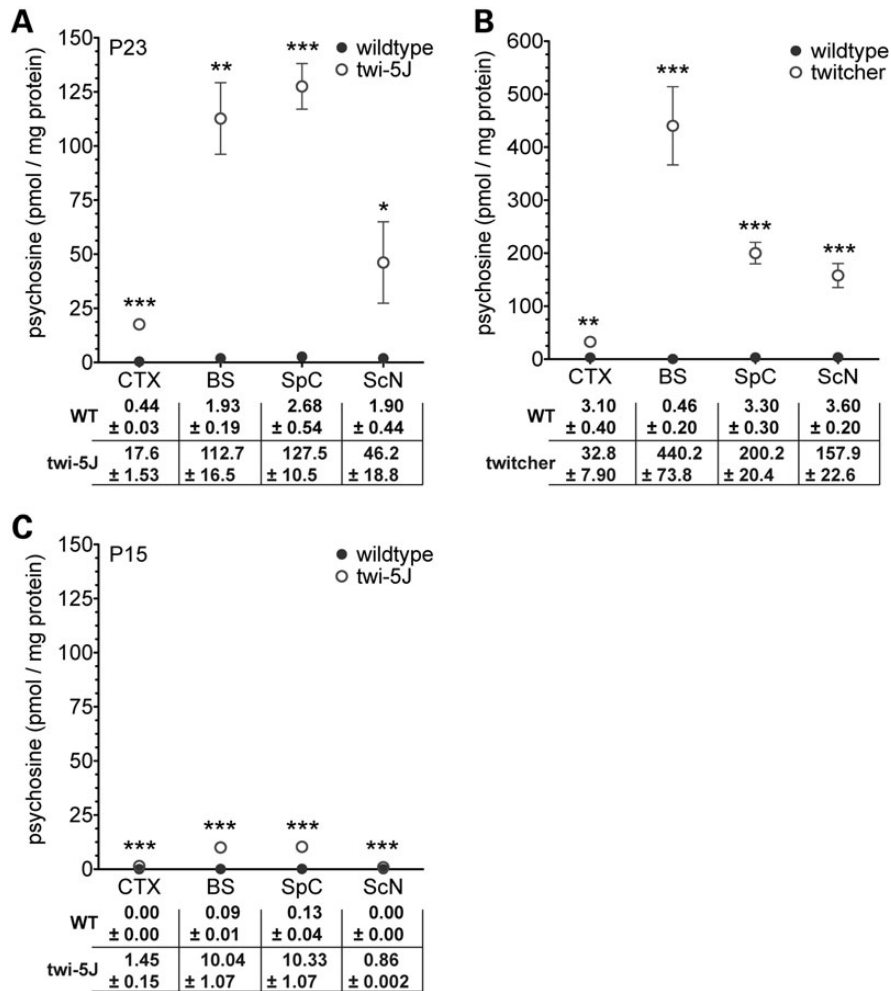 A
P23
wildtype
twi-5J
psychosine (pmol / mg protein)
150
125
100
75
50
25
0
***
**
***
*
CTX BS SpC ScN
WT 0.44 1.93 2.68 1.90
± 0.03 ± 0.19 ± 0.54 ± 0.44
twi-5J 17.6 112.7 127.5 46.2
± 1.53 ± 16.5 ± 10.5 ± 18.8
B
wildtype
twitcher
psychosine (pmol / mg protein)
600
500
400
300
200
100
0
**
***
***
***
CTX BS SpC ScN
WT 3.10 0.46 3.30 3.60
± 0.40 ± 0.20 ± 0.30 ± 0.20
twitcher 32.8 440.2 200.2 157.9
± 7.90 ± 73.8 ± 20.4 ± 22.6
C
P15
wildtype
twi-5J
psychosine (pmol / mg protein)
150
125
100
75
50
25
0
*** *** *** ***
CTX BS SpC ScN
WT 0.00 0.09 0.13 0.00
± 0.00 ± 0.01 ± 0.04 ± 0.00
twi-5J 1.45 10.04 10.33 0.86
± 0.15 ± 1.07 ± 1.07 ± 0.002